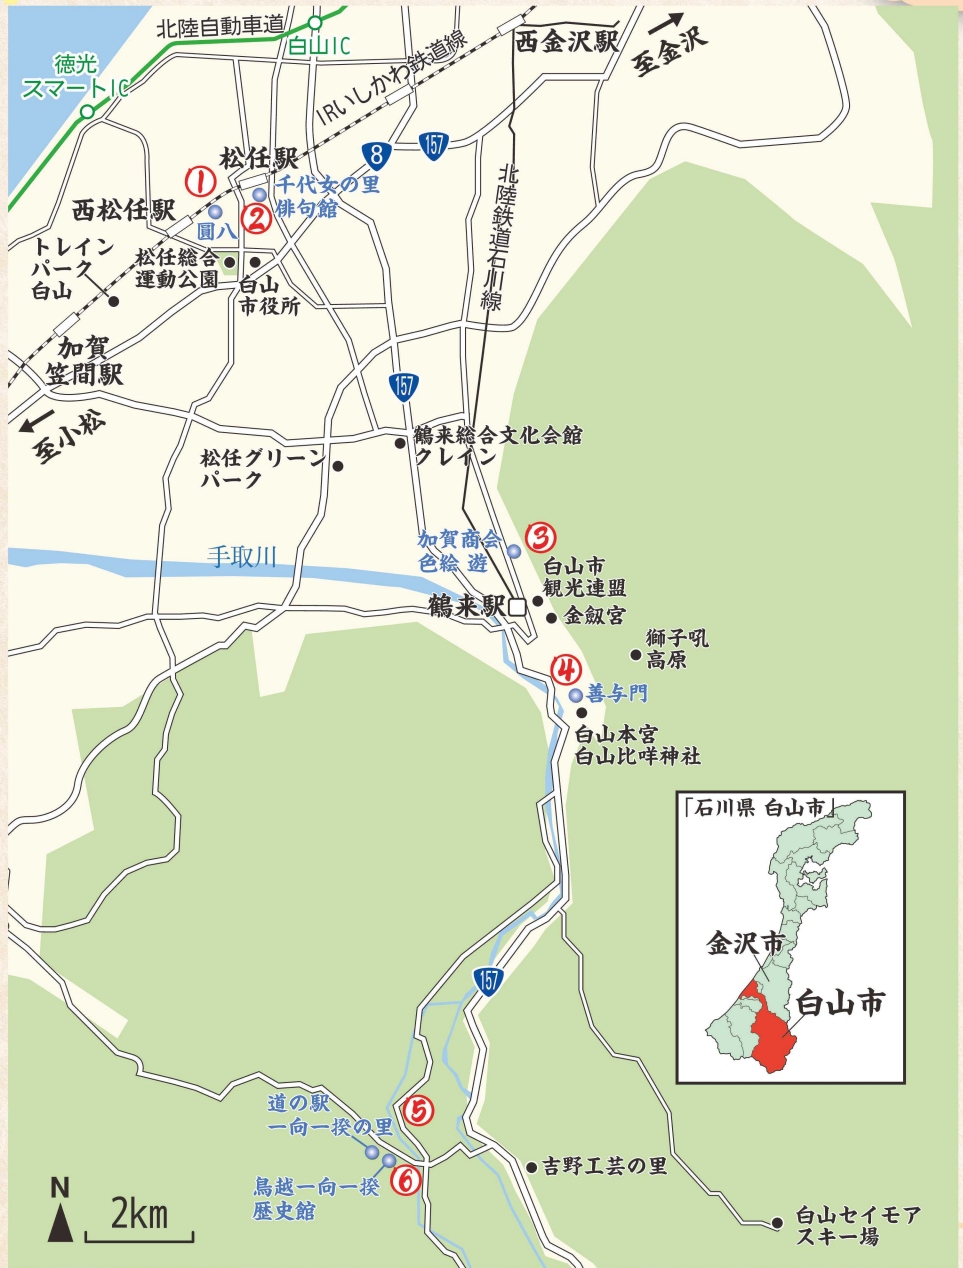 北陸自動車道
白山IC
徳光
スマートIC
IRいしかわ鉄道線
西金沢駅
至金沢
8
157
松任駅
①
千代女の里
俳句館
②
西松任駅
圓八
北陸鉄道石川線
トレイン
パーク
白山
松任総合
運動公園
白山
市役所
加賀
笠間駅
至小松
157
鶴来総合文化会館
クレイン
松任グリーン
パーク
手取川
加賀商会
色絵 遊
③
白山市
観光連盟
鶴来駅
金劔宮
獅子吼
高原
④
善与門
白山本宮
白山比咩神社
「石川県 白山市」
金沢市
白山市
157
道の駅
一向一揆の里
⑤
鳥越一向一揆
歴史館
⑥
吉野工芸の里
白山セイモア
スキー場
N
2km